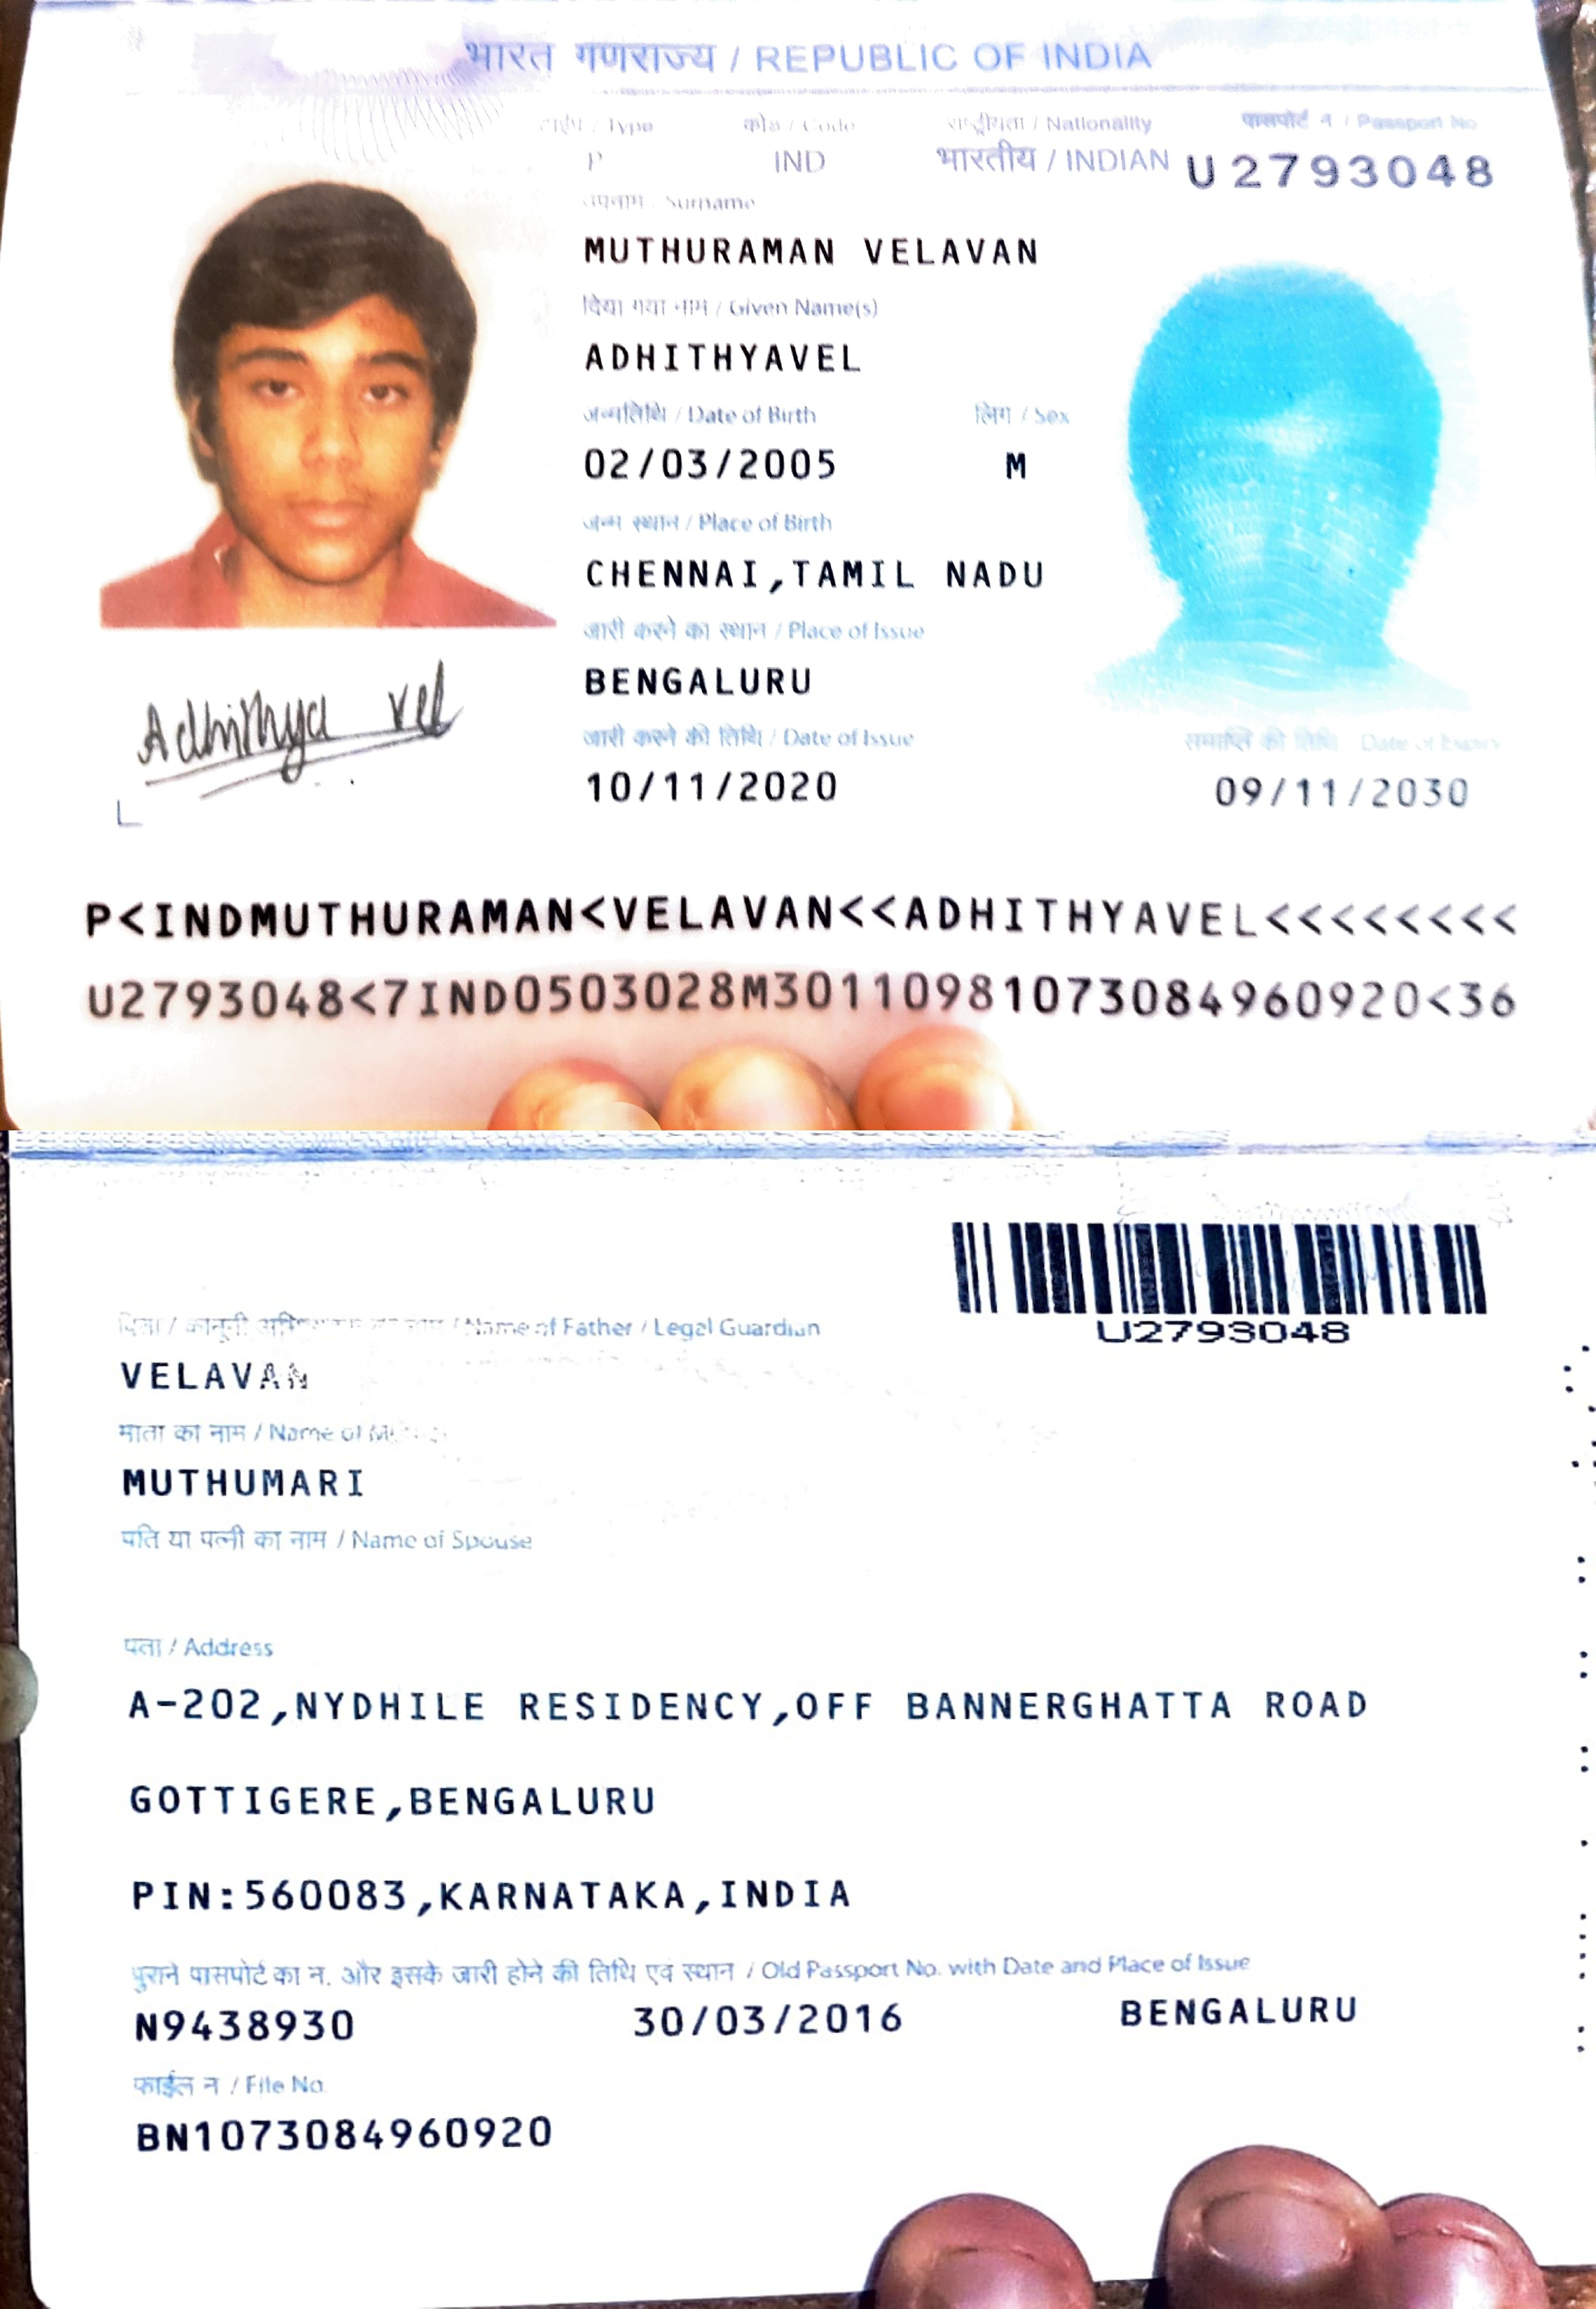 भारत गणराज्य / REPUBLIC OF INDIA
टाईप / Type कोड / Code राष्ट्रीयता / Nationality पासपोर्ट न / Passport No
P IND भारतीय / INDIAN U2793048
उपनाम / Surname
MUTHURAMAN VELAVAN
दिया गया नाम / Given Name(s)
ADHITHYAVEL
जन्मतिथि / Date of Birth लिंग / Sex
02/03/2005 M
जन्म स्थान / Place of Birth
CHENNAI,TAMIL NADU
जारी करने का स्थान / Place of Issue
BENGALURU
Adhithya vel
जारी करने की तिथि / Date of Issue समाप्ति की तिथि Date of Expiry
10/11/2020 09/11/2030
P<INDMUTHURAMAN<VELAVAN<<ADHITHYAVEL<<<<<<<<
U2793048<7IND0503028M3011098107308496​0920<36
U2793048
पिता / कानूनी / Name of Father / Legal Guardian
VELAVAN
माता का नाम / Name of
MUTHUMARI
पति या पत्नी का नाम / Name of Spouse
पता / Address
A-202,NYDHILE RESIDENCY,OFF BANNERGHATTA ROAD
GOTTIGERE,BENGALURU
PIN:560083,KARNATAKA,INDIA
पुराने पासपोर्ट का न. और इसके जारी होने की तिथि एवं स्थान / Old Passport No. with Date and Place of Issue
N9438930 30/03/2016 BENGALURU
फाईल न / File No.
BN1073084960920